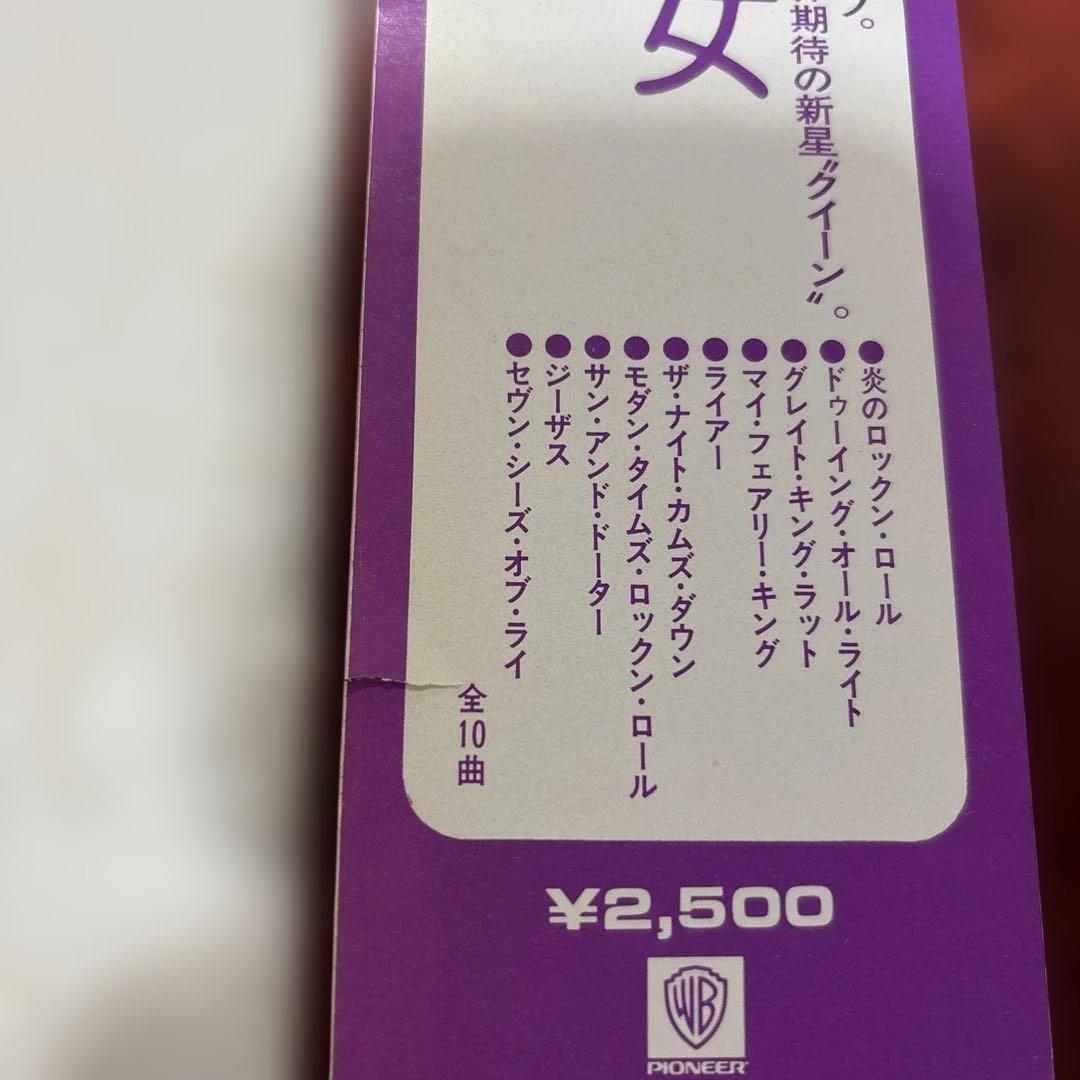 プ。
界期待の新星〝クイーン〟。
女
●炎のロックン・ロール
●ドゥーイング・オール・ライト
●グレイト・キング・ラット
●マイ・フェアリー・キング
●ライアー
●ザ・ナイト・カムズ・ダウン
●モダン・タイムズ・ロックン・ロール
●サン・アンド・ドーター
●ジーザス
●セヴン・シーズ・オブ・ライ
全10曲
¥2,500
WB
PIONEER